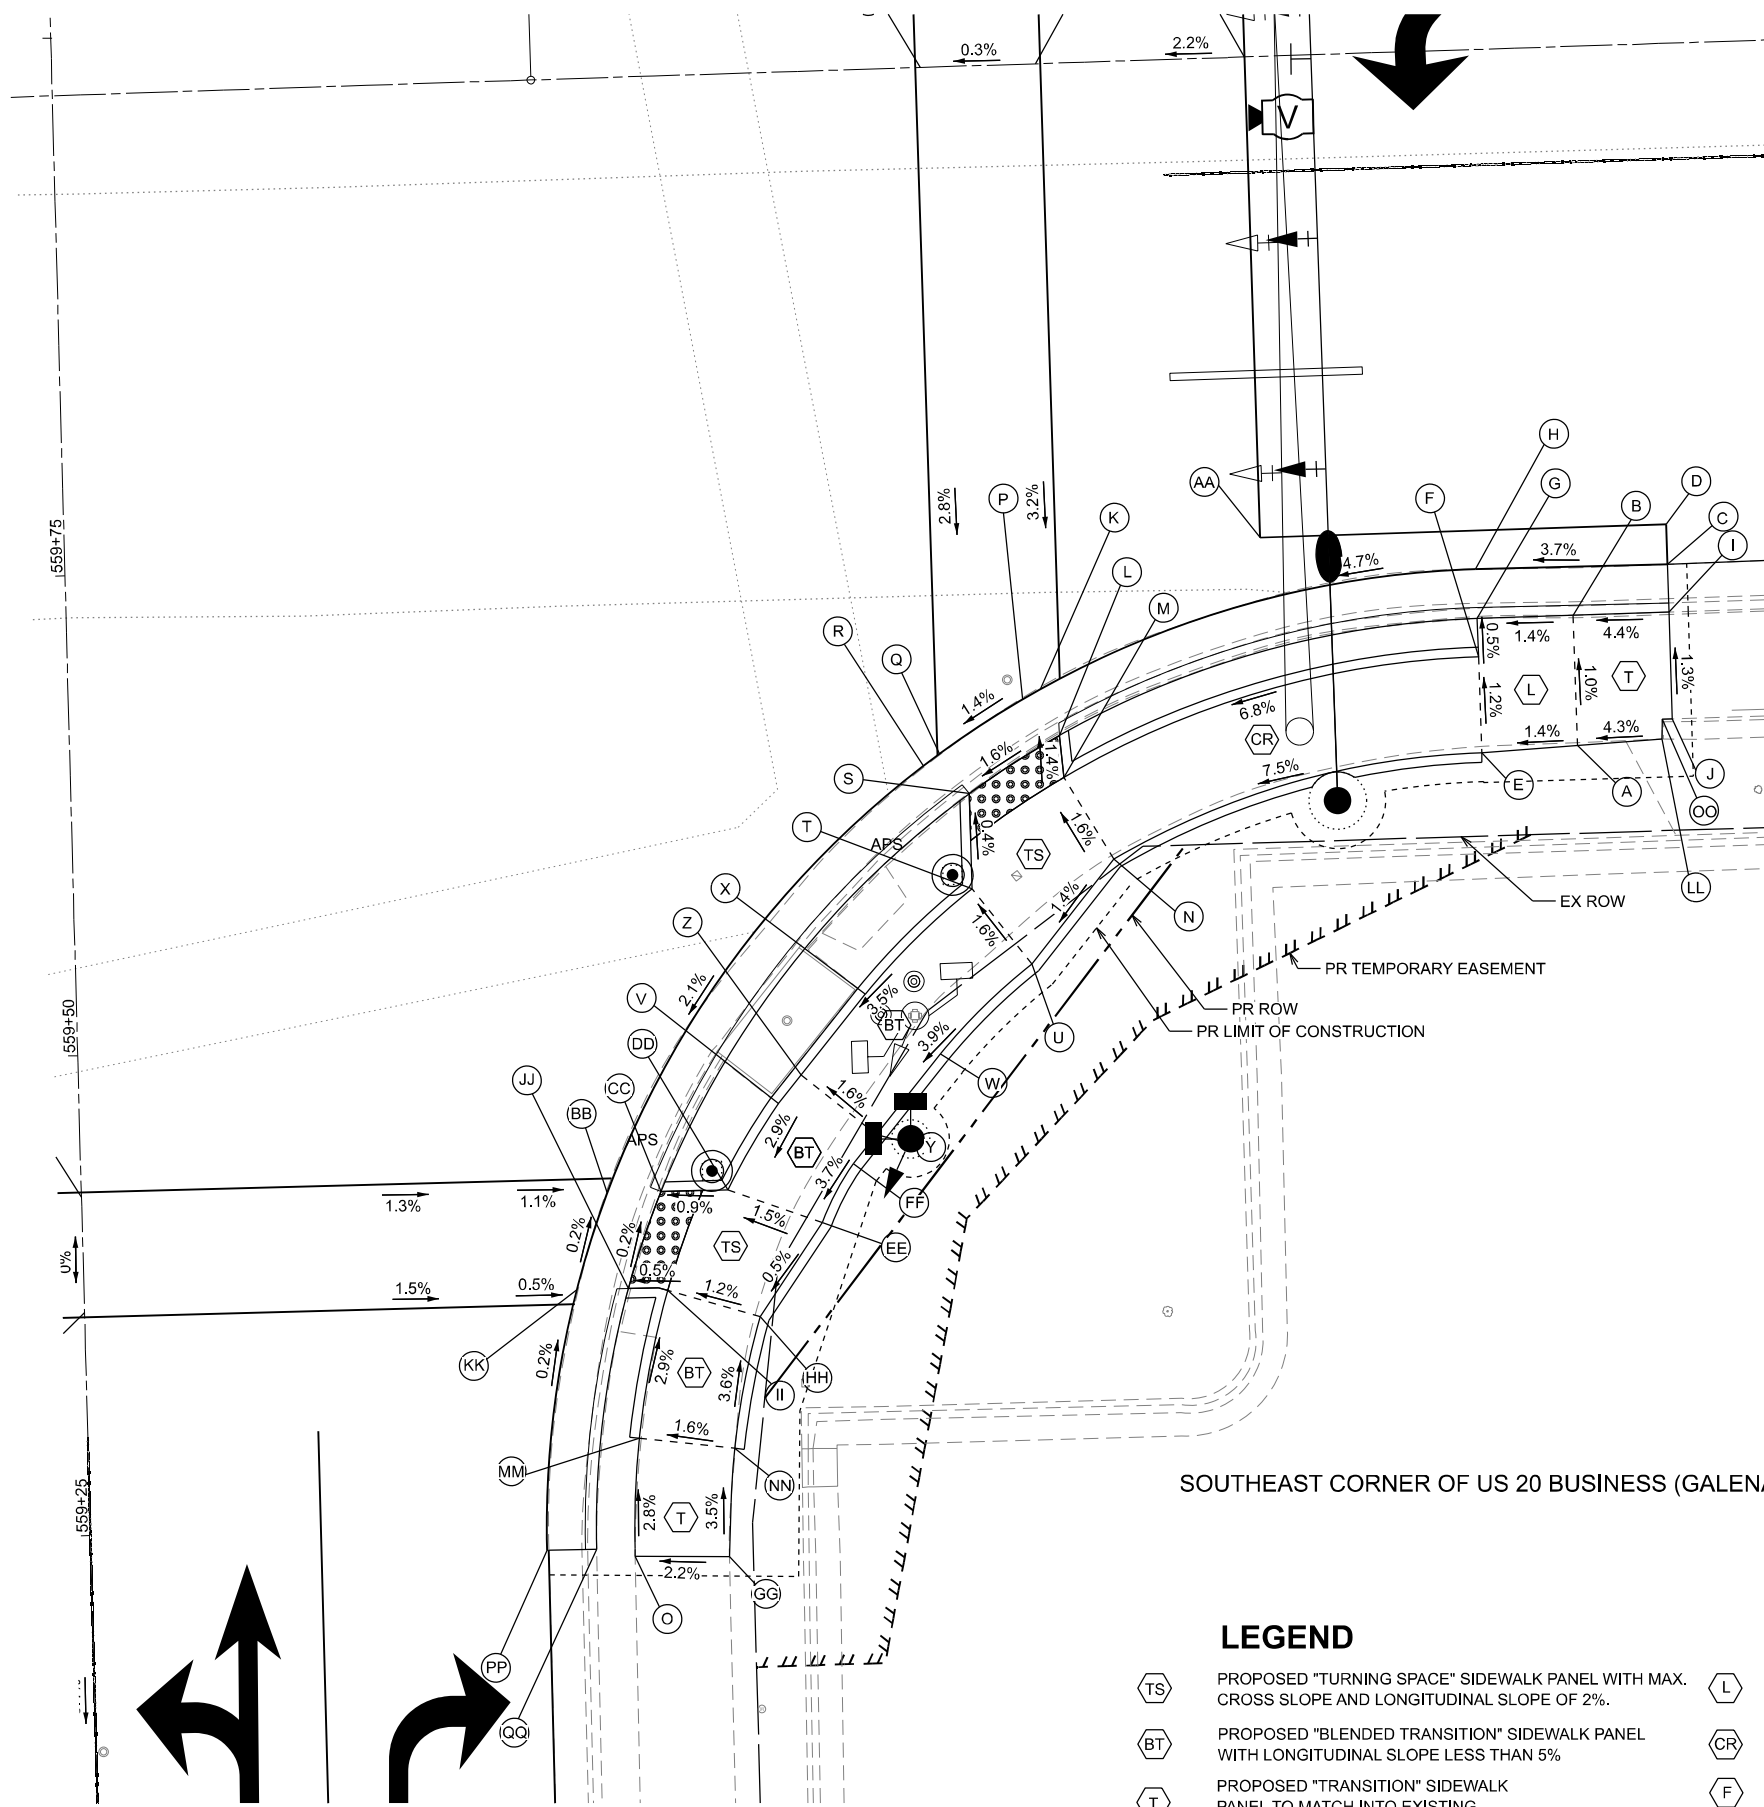 0.3%
2.2%
V
559+75
2.8%
3.2%
P
K
L
M
AA
H
G
F
B
D
C
I
4.7%
3.7%
R
Q
1.4%
0.5%
1.4%
4.4%
1.3%
1.0%
1.2%
L
T
6.8%
CR
1.4%
4.3%
7.5%
1.6%
1.4%
S
E
A
J
OO
T
APS
0.4%
TS
1.6%
LL
X
1.4%
N
EX ROW
Z
1.6%
PR TEMPORARY EASEMENT
2.1%
V
3.5%
BT
PR ROW
PR LIMIT OF CONSTRUCTION
559+50
DD
3.9%
U
JJ
CC
W
1.6%
BB
APS
2.9%
BT
Y
3.7%
1.3%
1.1%
0.9%
FF
1.5%
0.2%
0.2%
TS
EE
0%
0.5%
0.5%
1.5%
0.5%
1.2%
KK
0.2%
2.9%
BT
3.6%
II
HH
1.6%
MM
NN
559+25
SOUTHEAST CORNER OF US 20 BUSINESS (GALENA
2.8%
T
3.5%
2.2%
GG
O
PP
QQ
LEGEND
TS
PROPOSED "TURNING SPACE" SIDEWALK PANEL WITH MAX.
CROSS SLOPE AND LONGITUDINAL SLOPE OF 2%.
L
BT
PROPOSED "BLENDED TRANSITION" SIDEWALK PANEL
WITH LONGITUDINAL SLOPE LESS THAN 5%
CR
T
PROPOSED "TRANSITION" SIDEWALK
PANEL TO MATCH INTO EXISTING
F